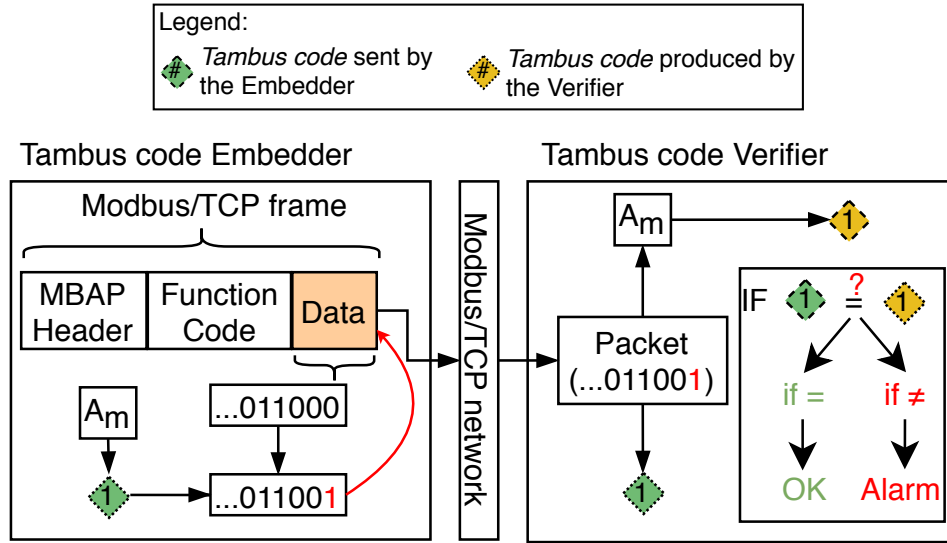 Legend:
# Tambus code sent by
the Embedder
# Tambus code produced by
the Verifier
Tambus code Embedder
Modbus/TCP frame
MBAP
Header
Function
Code
Data
...011000
Am
1
...011001
Modbus/TCP network
Tambus code Verifier
Am
1
Packet
(...011001)
1
IF 1 =? 1
if =
if ≠
OK
Alarm